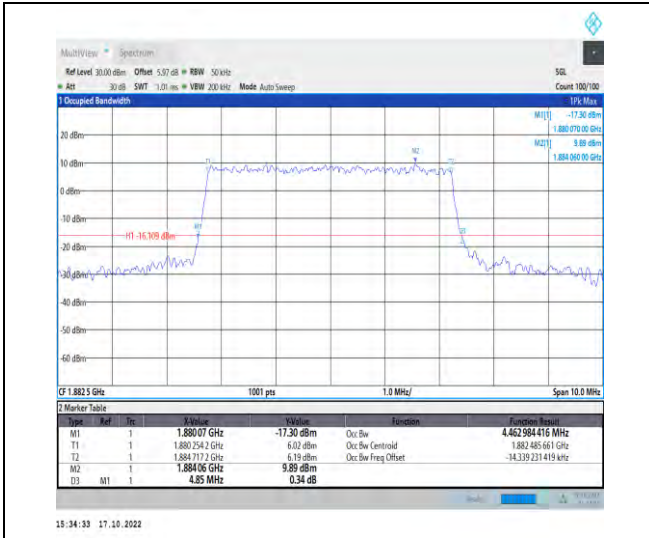 MultiView Spectrum
Ref Level 30.00 dBm Offset 5.97 dB RBW 50 kHz SGL
Att 30 dB SWT 1.01 ms VBW 200 kHz Mode Auto Sweep Count 100/100
1 Occupied Bandwidth 1Pk Max
M1[1] -17.30 dBm
1.880 070 00 GHz
M2[1] 9.89 dBm
1.884 060 00 GHz
20 dBm
10 dBm
0 dBm
-10 dBm
-20 dBm
-30 dBm
-40 dBm
-50 dBm
-60 dBm
H1 -16.109 dBm
M1
T1
M2
T2
D3
CF 1.882 5 GHz 1001 pts 1.0 MHz/ Span 10.0 MHz
2 Marker Table
Type Ref Trc X-Value Y-Value Function Function Result
M1 1 1.880 07 GHz -17.30 dBm Occ Bw 4.462 984 416 MHz
T1 1 1.880 254 2 GHz 6.02 dBm Occ Bw Centroid 1.882 485 661 GHz
T2 1 1.884 717 2 GHz 6.19 dBm Occ Bw Freq Offset -14.339 231 419 kHz
M2 1 1.884 06 GHz 9.89 dBm
D3 M1 1 4.85 MHz 0.34 dB
15:34:33 17.10.2022